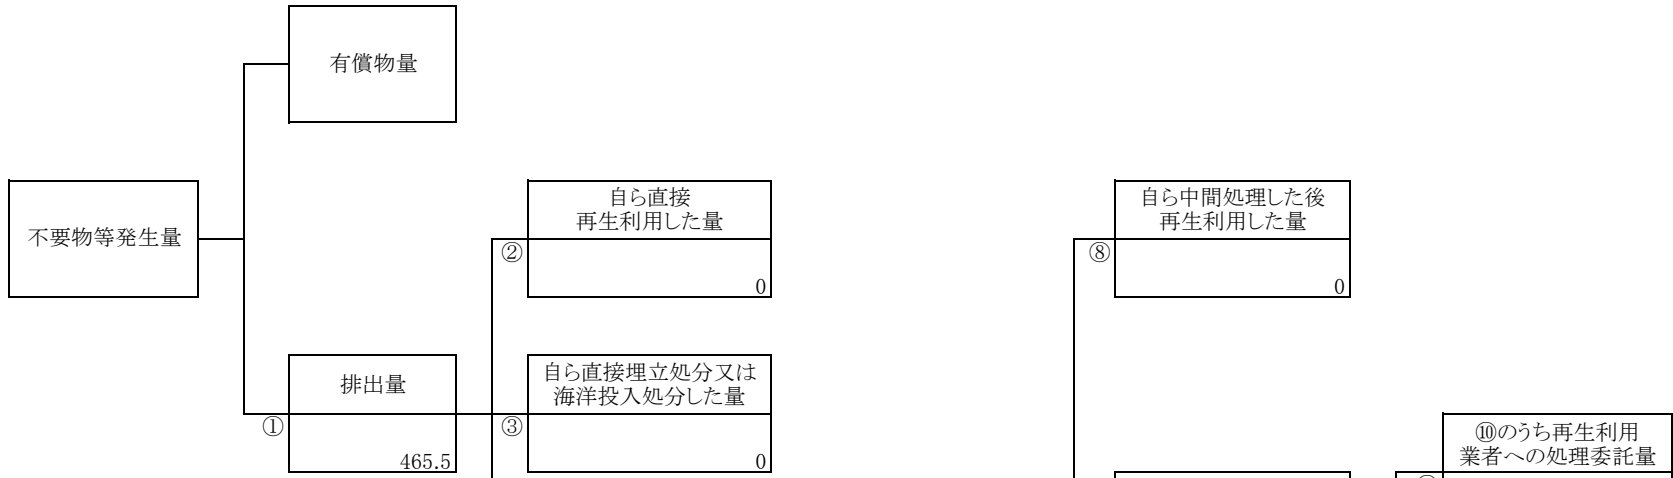 有償物量
不要物等発生量
自ら直接
再生利用した量
②
0
自ら中間処理した後
再生利用した量
⑧
0
排出量
①
465.5
自ら直接埋立処分又は
海洋投入処分した量
③
0
⑩のうち再生利用
業者への処理委託量